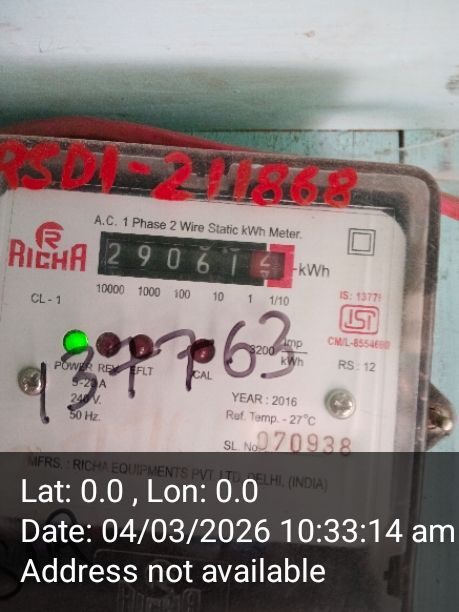 RSDI-211868
A.C. 1 Phase 2 Wire Static kWh Meter.
RICHA
29061
kWh
10000 1000 100 10 1 1/10
CL - 1
IS: 13779
ISI
RS : 12
3200 imp
kWh
POWER REV EFLT CAL
137763
5-20 A
240 V.
50 Hz.
YEAR : 2016
Ref. Temp. - 27°C
SL. No. 070938
MFRS. : RICHA EQUIPMENTS PVT. LTD. DELHI, (INDIA)
Lat: 0.0 , Lon: 0.0
Date: 04/03/2026 10:33:14 am
Address not available